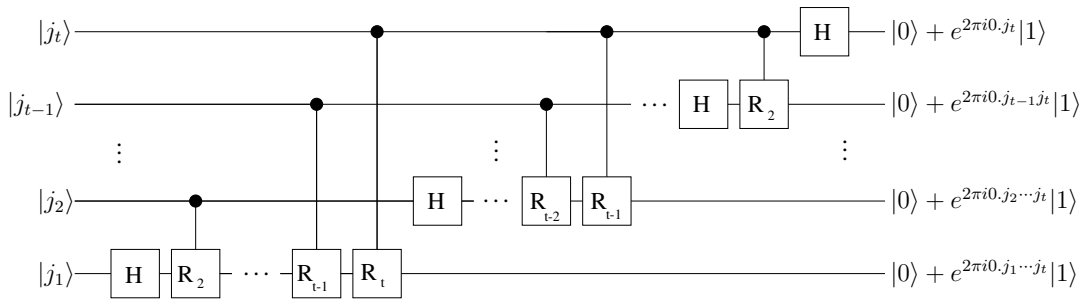 |j_t⟩ H |0⟩ + e^{2πi0.j_t}|1⟩
|j_{t−1}⟩ ⋯ H R_2 |0⟩ + e^{2πi0.j_{t−1}j_t}|1⟩
⋮ ⋮ ⋮
|j_2⟩ H ⋯ R_{t-2} R_{t-1} |0⟩ + e^{2πi0.j_2⋯j_t}|1⟩
|j_1⟩ H R_2 ⋯ R_{t-1} R_t |0⟩ + e^{2πi0.j_1⋯j_t}|1⟩